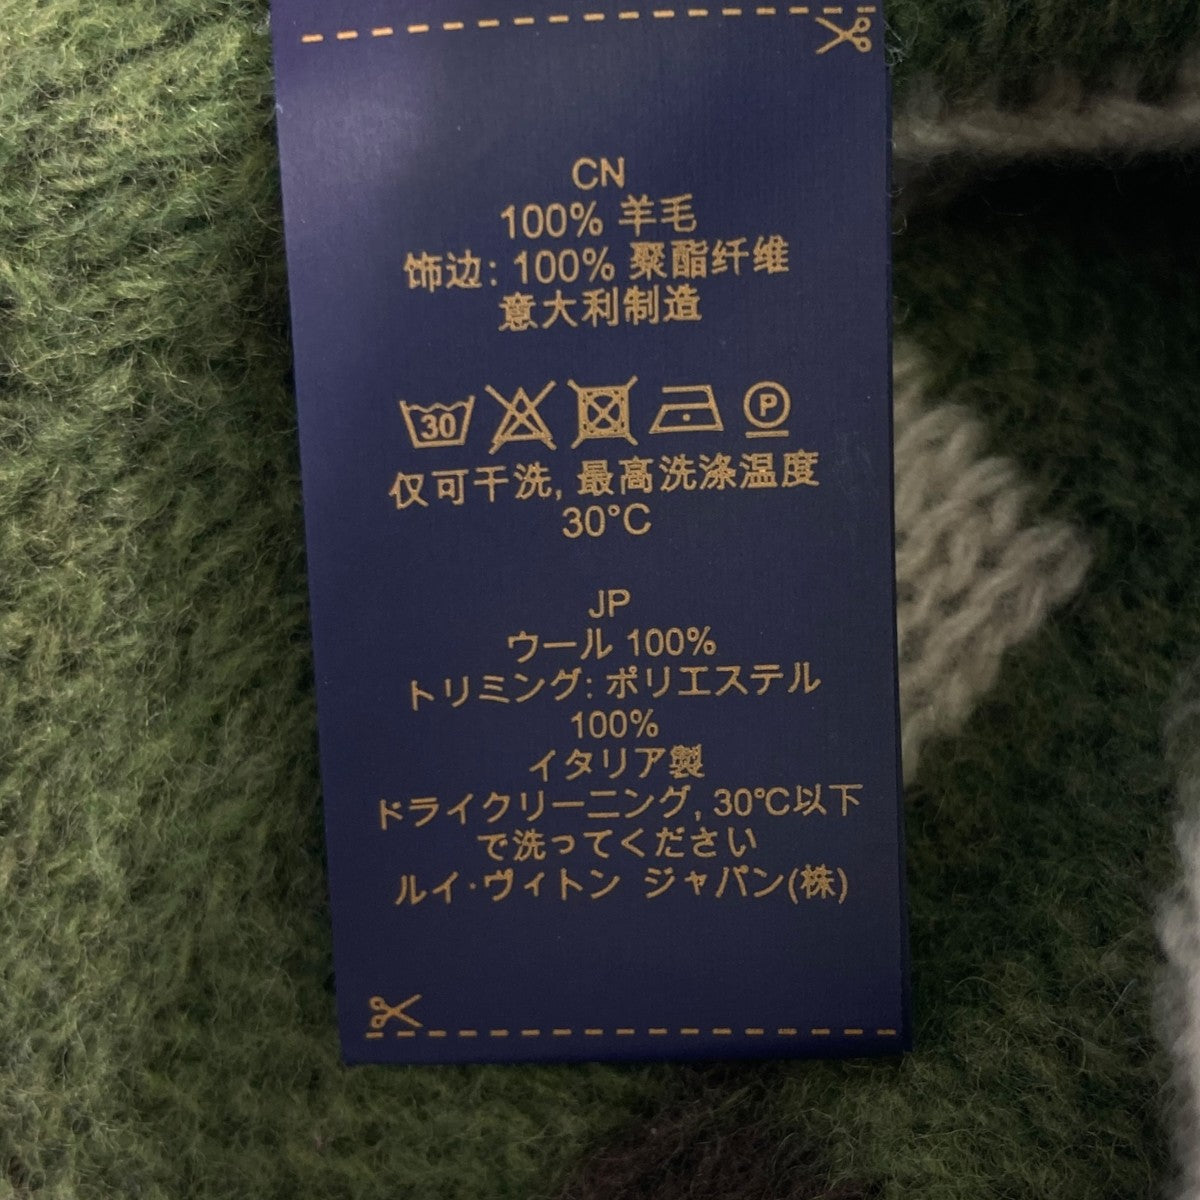 CN
100% 羊毛
饰边: 100% 聚酯纤维
意大利制造
30 P
仅可干洗, 最高洗涤温度
30°C
JP
ウール 100%
トリミング: ポリエステル
100%
イタリア製
ドライクリーニング, 30℃以下
で洗ってください
ルイ·ヴィトン ジャパン(株)